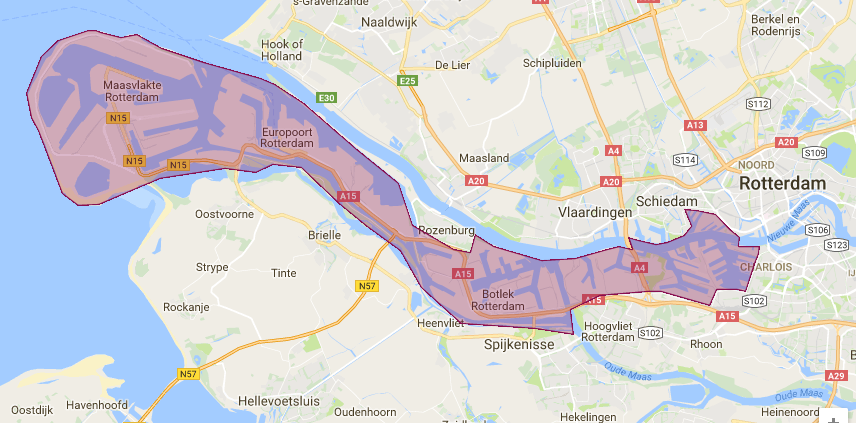 's-Gravenzande
Naaldwijk
Berkel en
Rodenrijs
Hook of
Holland
De Lier
Schipluiden
E25
Maasvlakte
Rotterdam
E30
S112
N15
A13
Europoort
Rotterdam
A4
A20
S109
Maasland
S114
NOORD
N15
N15
A20
A20
Rotterdam
A15
Schiedam
Oostvoorne
Vlaardingen
Nieuwe Maas
Brielle
Rozenburg
S106
S123
Strype
Tinte
A15
A4
CHARLOIS
N57
Botlek
Rotterdam
A15
S102
Rockanje
A15
Heenvliet
Hoogvliet
Rotterdam
S102
Spijkenisse
Rhoon
N57
Oude Maas
A29
Oude Maas
Havenhoofd
Hellevoetsluis
Oostdijk
Oudenhoorn
Heinenoord
Hekelingen